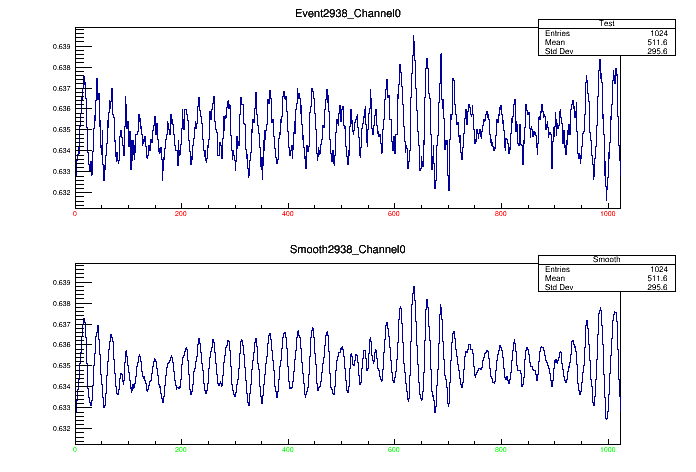 Event2938_Channel0
Test
Entries 1024
Mean 511.6
Std Dev 295.6
0.639
0.638
0.637
0.636
0.635
0.634
0.633
0.632
0 200 400 600 800 1000
Smooth2938_Channel0
Smooth
Entries 1024
Mean 511.6
Std Dev 295.6
0.639
0.638
0.637
0.636
0.635
0.634
0.633
0.632
0 200 400 600 800 1000